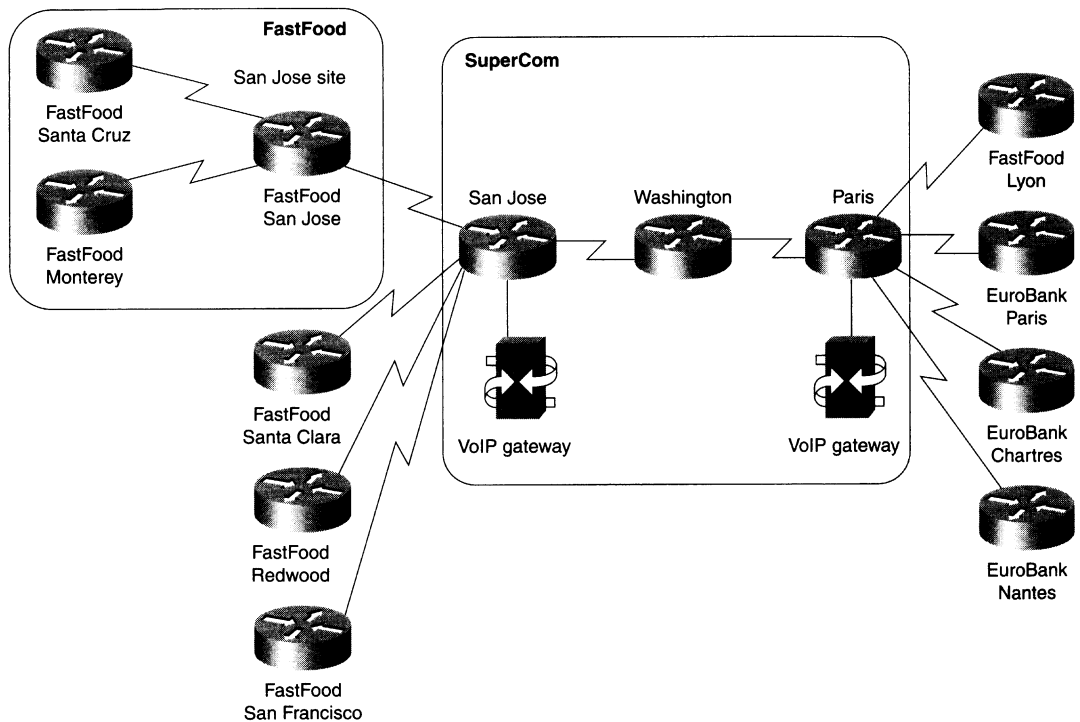 FastFood
San Jose site
FastFood
Santa Cruz
FastFood
San Jose
FastFood
Monterey
SuperCom
San Jose
Washington
Paris
VoIP gateway
VoIP gateway
FastFood
Santa Clara
FastFood
Redwood
FastFood
San Francisco
FastFood
Lyon
EuroBank
Paris
EuroBank
Chartres
EuroBank
Nantes